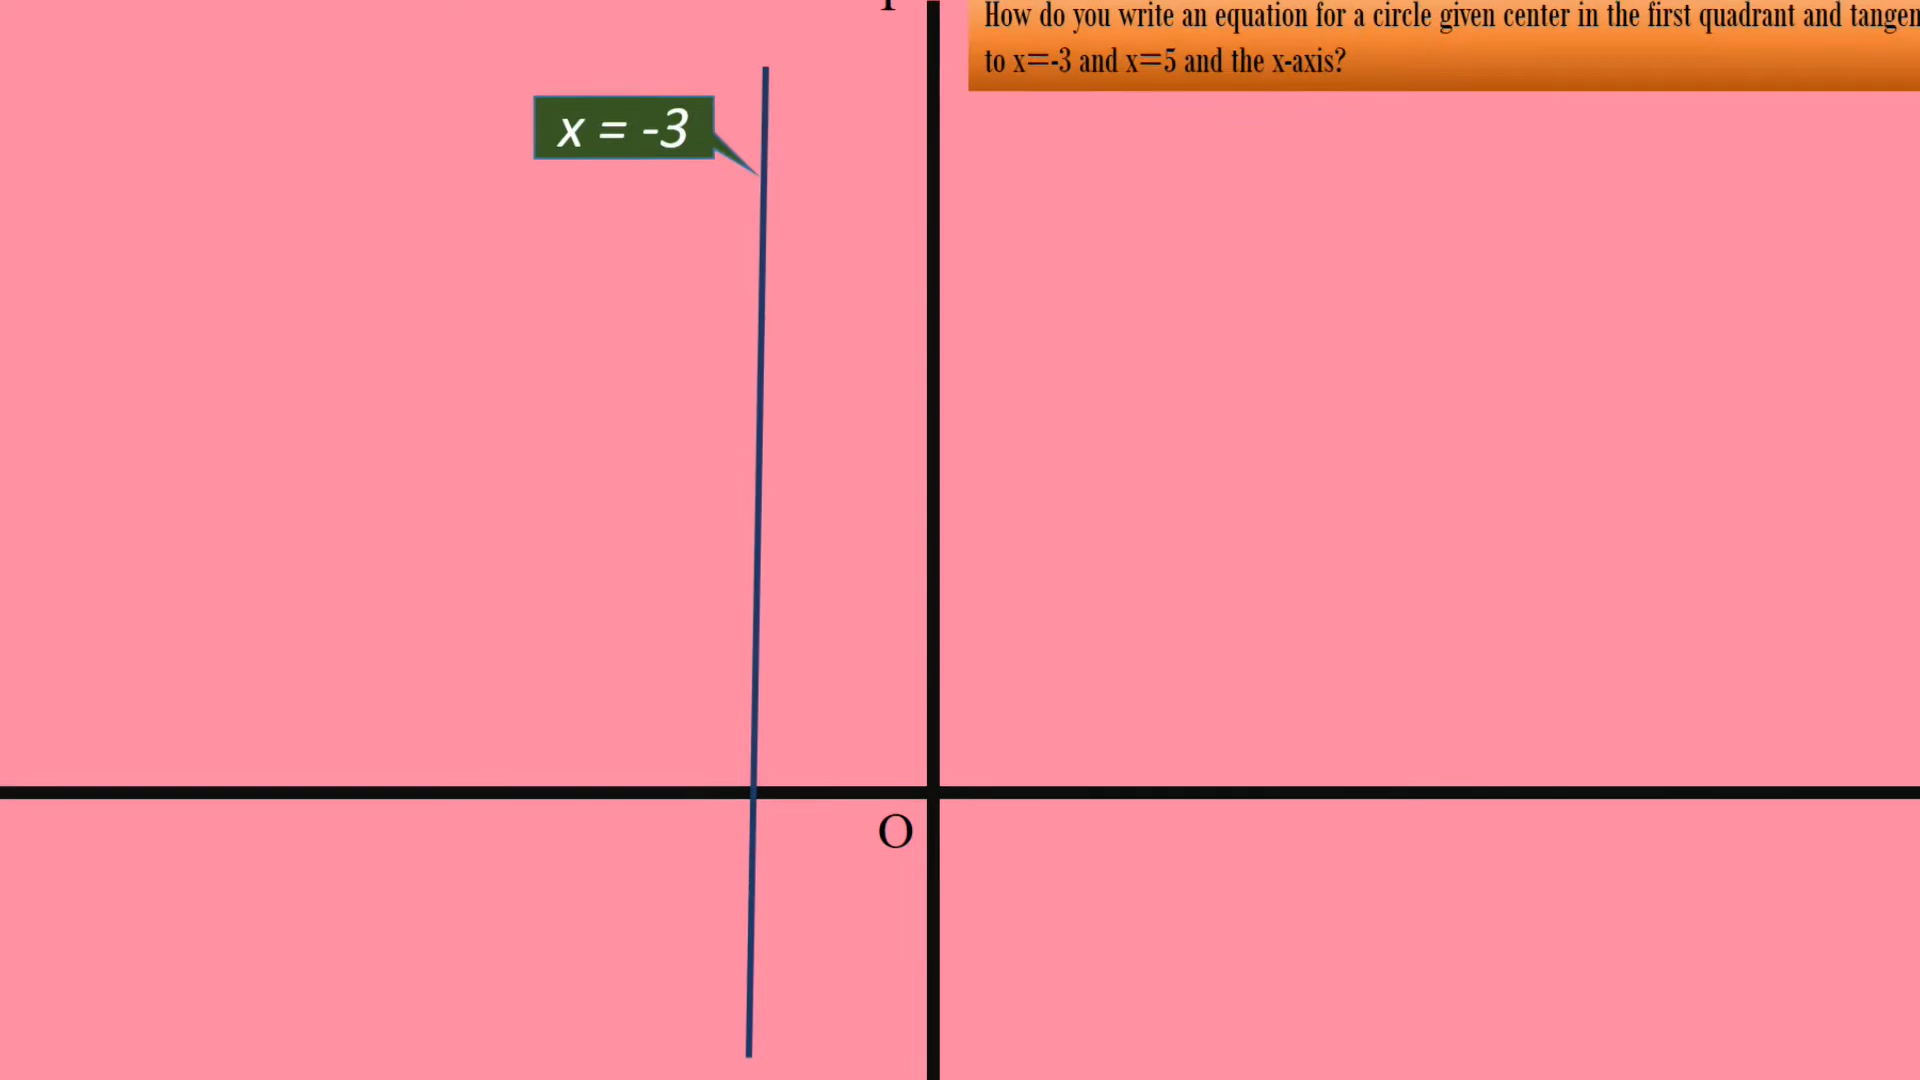 How do you write an equation for a circle given center in the first quadrant and tangen
to x=-3 and x=5 and the x-axis?
x = -3
O